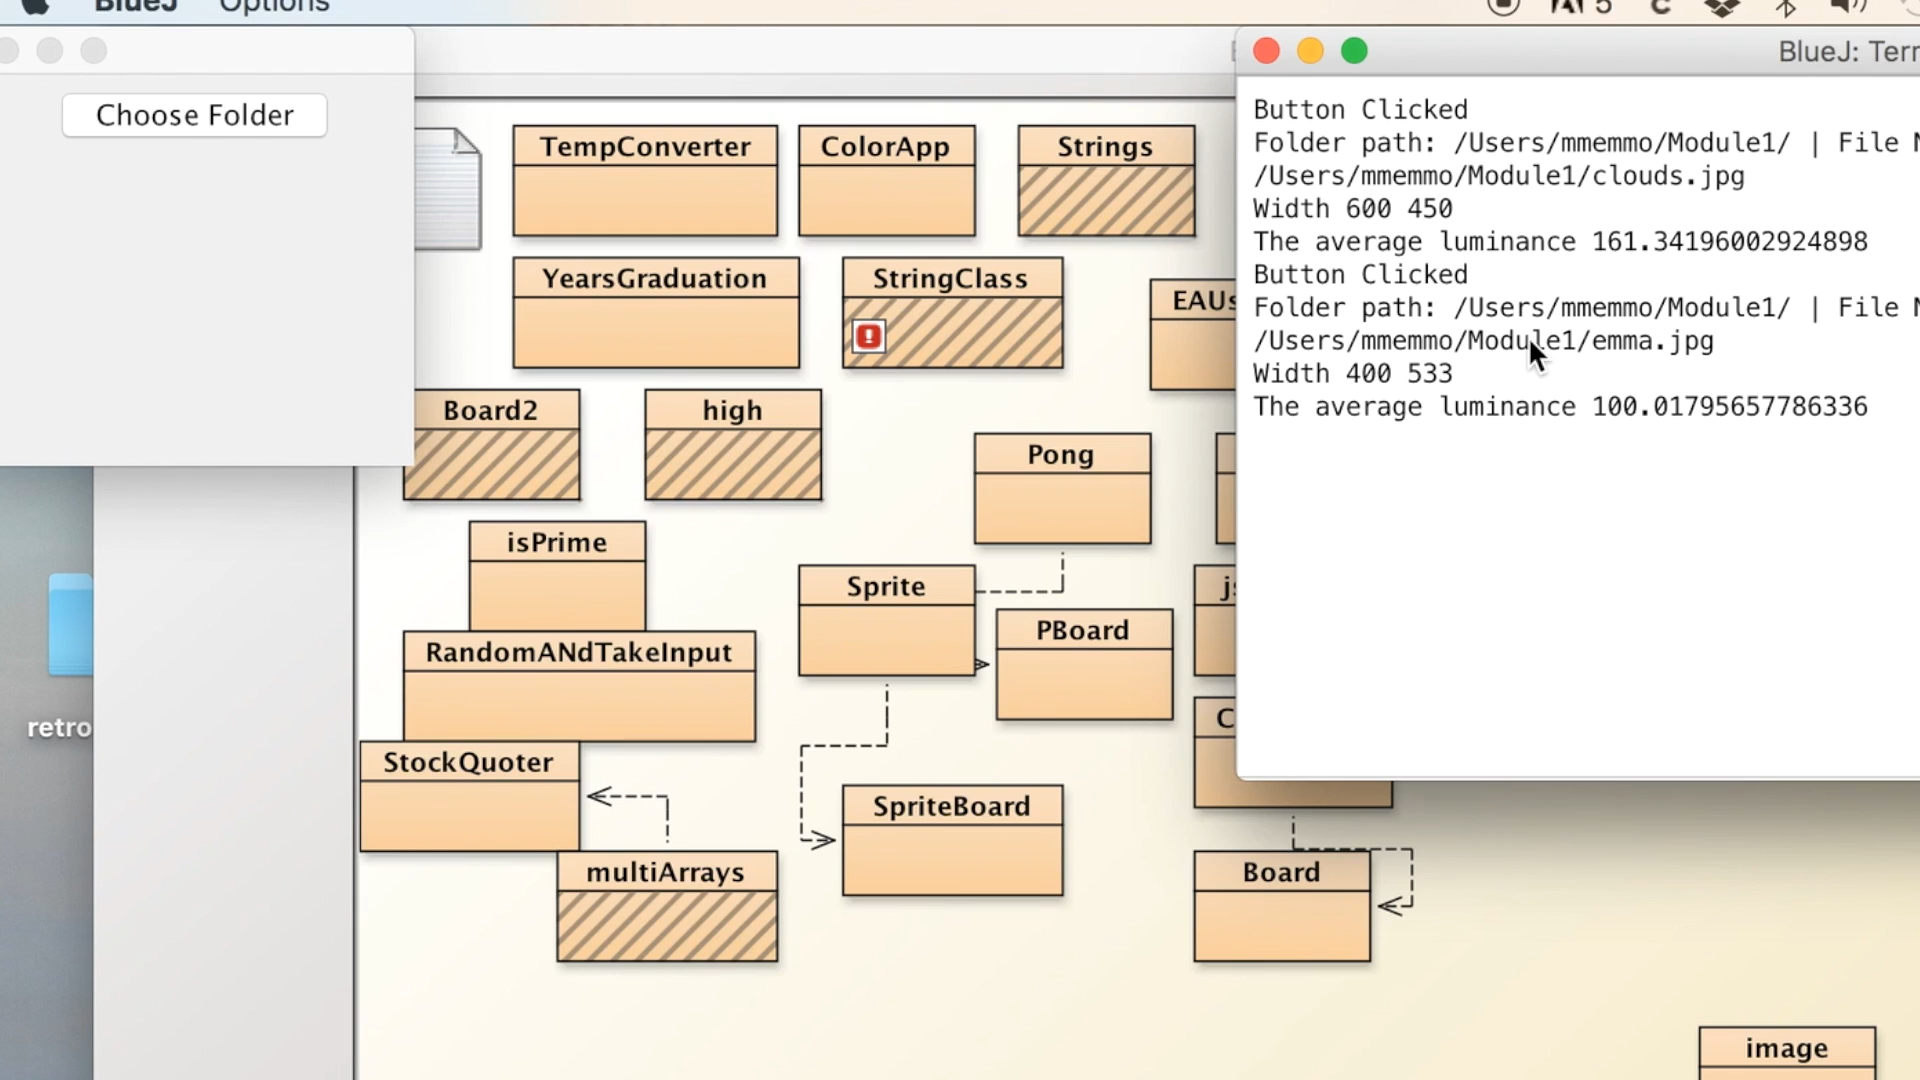 BlueJ Options
5
BlueJ: Terr
Choose Folder
Button Clicked
Folder path: /Users/mmemmo/Module1/ | File N
/Users/mmemmo/Module1/clouds.jpg
Width 600 450
The average luminance 161.34196002924898
Button Clicked
Folder path: /Users/mmemmo/Module1/ | File N
/Users/mmemmo/Module1/emma.jpg
Width 400 533
The average luminance 100.01795657786336
TempConverter
ColorApp
Strings
YearsGraduation
StringClass
EAUs
Board2
high
Pong
isPrime
Sprite
js
RandomANdTakeInput
PBoard
C
StockQuoter
SpriteBoard
multiArrays
Board
retro
image